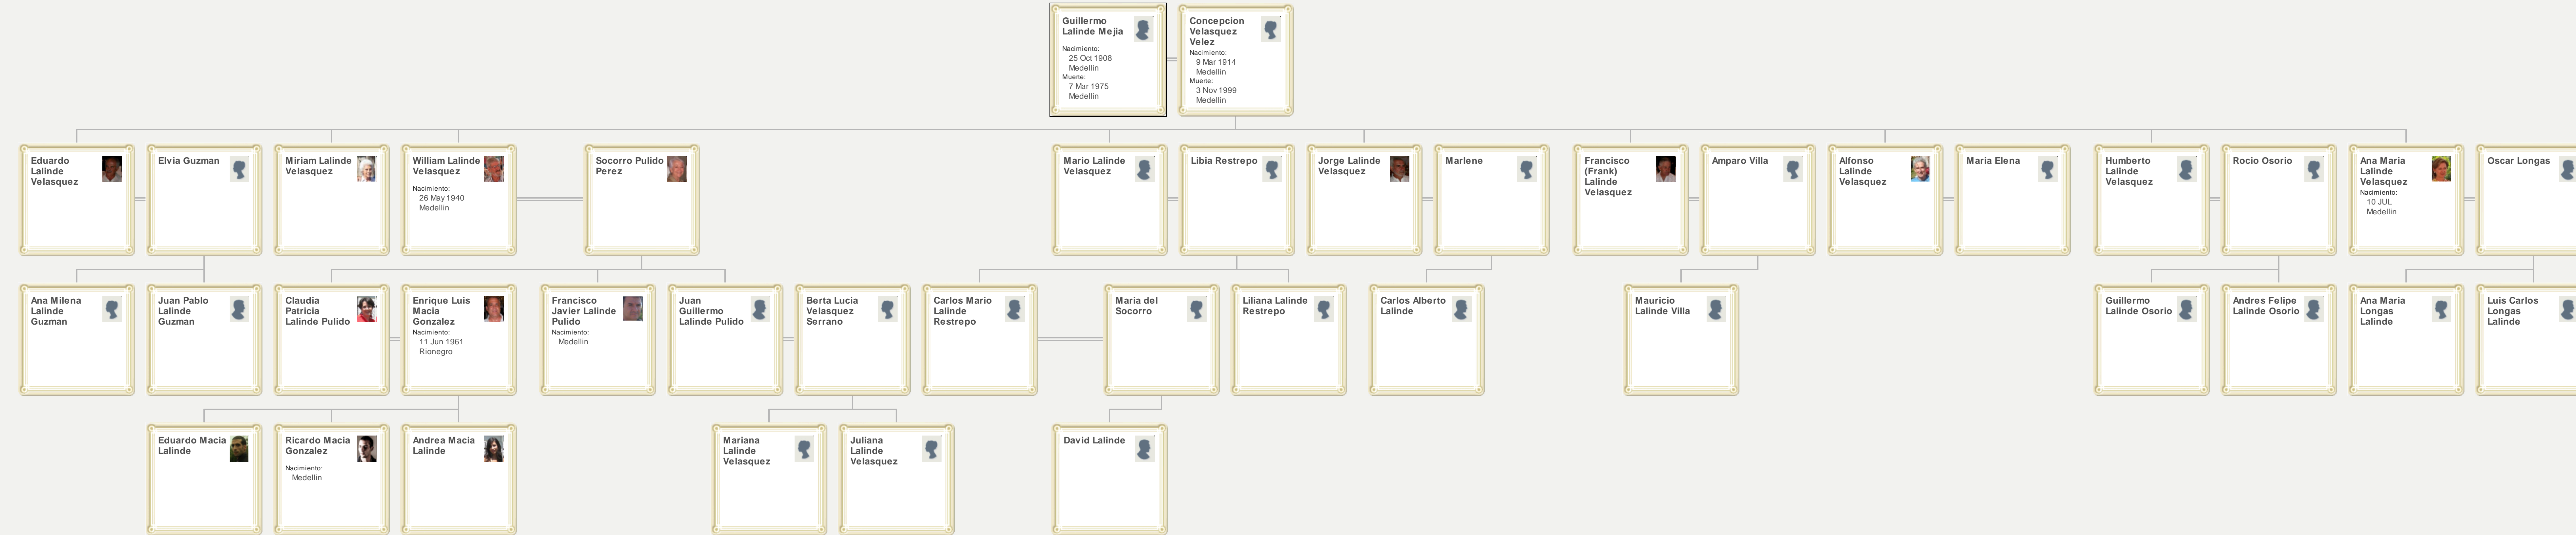 Guillermo
Lalinde Mejia
Nacimiento:
25 Oct 1908
Medellin
Muerte:
7 Mar 1975
Medellin
Concepcion
Velasquez
Velez
Nacimiento:
9 Mar 1914
Medellin
Muerte:
3 Nov 1999
Medellin
Eduardo
Lalinde
Velasquez
Elvia Guzman
Miriam Lalinde
Velasquez
William Lalinde
Velasquez
Nacimiento:
26 May 1940
Medellin
Socorro Pulido
Perez
Mario Lalinde
Velasquez
Libia Restrepo
Jorge Lalinde
Velasquez
Marlene
Francisco
(Frank)
Lalinde
Velasquez
Amparo Villa
Alfonso
Lalinde
Velasquez
Maria Elena
Humberto
Lalinde
Velasquez
Rocio Osorio
Ana Maria
Lalinde
Velasquez
Nacimiento:
10 JUL
Medellin
Oscar Longas
Ana Milena
Lalinde
Guzman
Juan Pablo
Lalinde
Guzman
Claudia
Patricia
Lalinde Pulido
Enrique Luis
Macia
Gonzalez
Nacimiento:
11 Jun 1961
Rionegro
Francisco
Javier Lalinde
Pulido
Nacimiento:
Medellin
Juan
Guillermo
Lalinde Pulido
Berta Lucia
Velasquez
Serrano
Carlos Mario
Lalinde
Restrepo
Maria del
Socorro
Liliana Lalinde
Restrepo
Carlos Alberto
Lalinde
Mauricio
Lalinde Villa
Guillermo
Lalinde Osorio
Andres Felipe
Lalinde Osorio
Ana Maria
Longas
Lalinde
Luis Carlos
Longas
Lalinde
Eduardo Macia
Lalinde
Ricardo Macia
Gonzalez
Nacimiento:
Medellin
Andrea Macia
Lalinde
Mariana
Lalinde
Velasquez
Juliana
Lalinde
Velasquez
David Lalinde